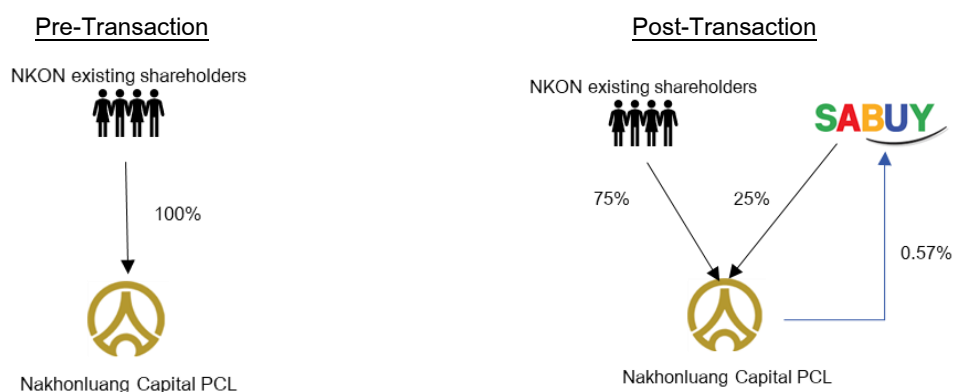 Pre-Transaction
NKON existing shareholders
100%
Nakhonluang Capital PCL
Post-Transaction
NKON existing shareholders
SABUY
75%
25%
0.57%
Nakhonluang Capital PCL